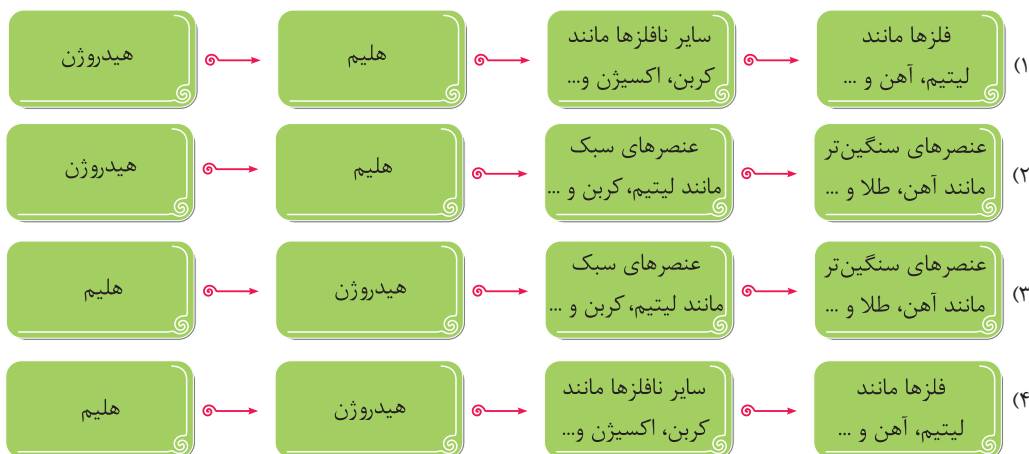 ۱)
هیدروژن
هلیم
سایر نافلزها مانند
کربن، اکسیژن و...
فلزها مانند
لیتیم، آهن و ...
۲)
هیدروژن
هلیم
عنصرهای سبک
مانند لیتیم، کربن و ...
عنصرهای سنگین‌تر
مانند آهن، طلا و ...
۳)
هلیم
هیدروژن
عنصرهای سبک
مانند لیتیم، کربن و ...
عنصرهای سنگین‌تر
مانند آهن، طلا و ...
۴)
هلیم
هیدروژن
سایر نافلزها مانند
کربن، اکسیژن و...
فلزها مانند
لیتیم، آهن و ...